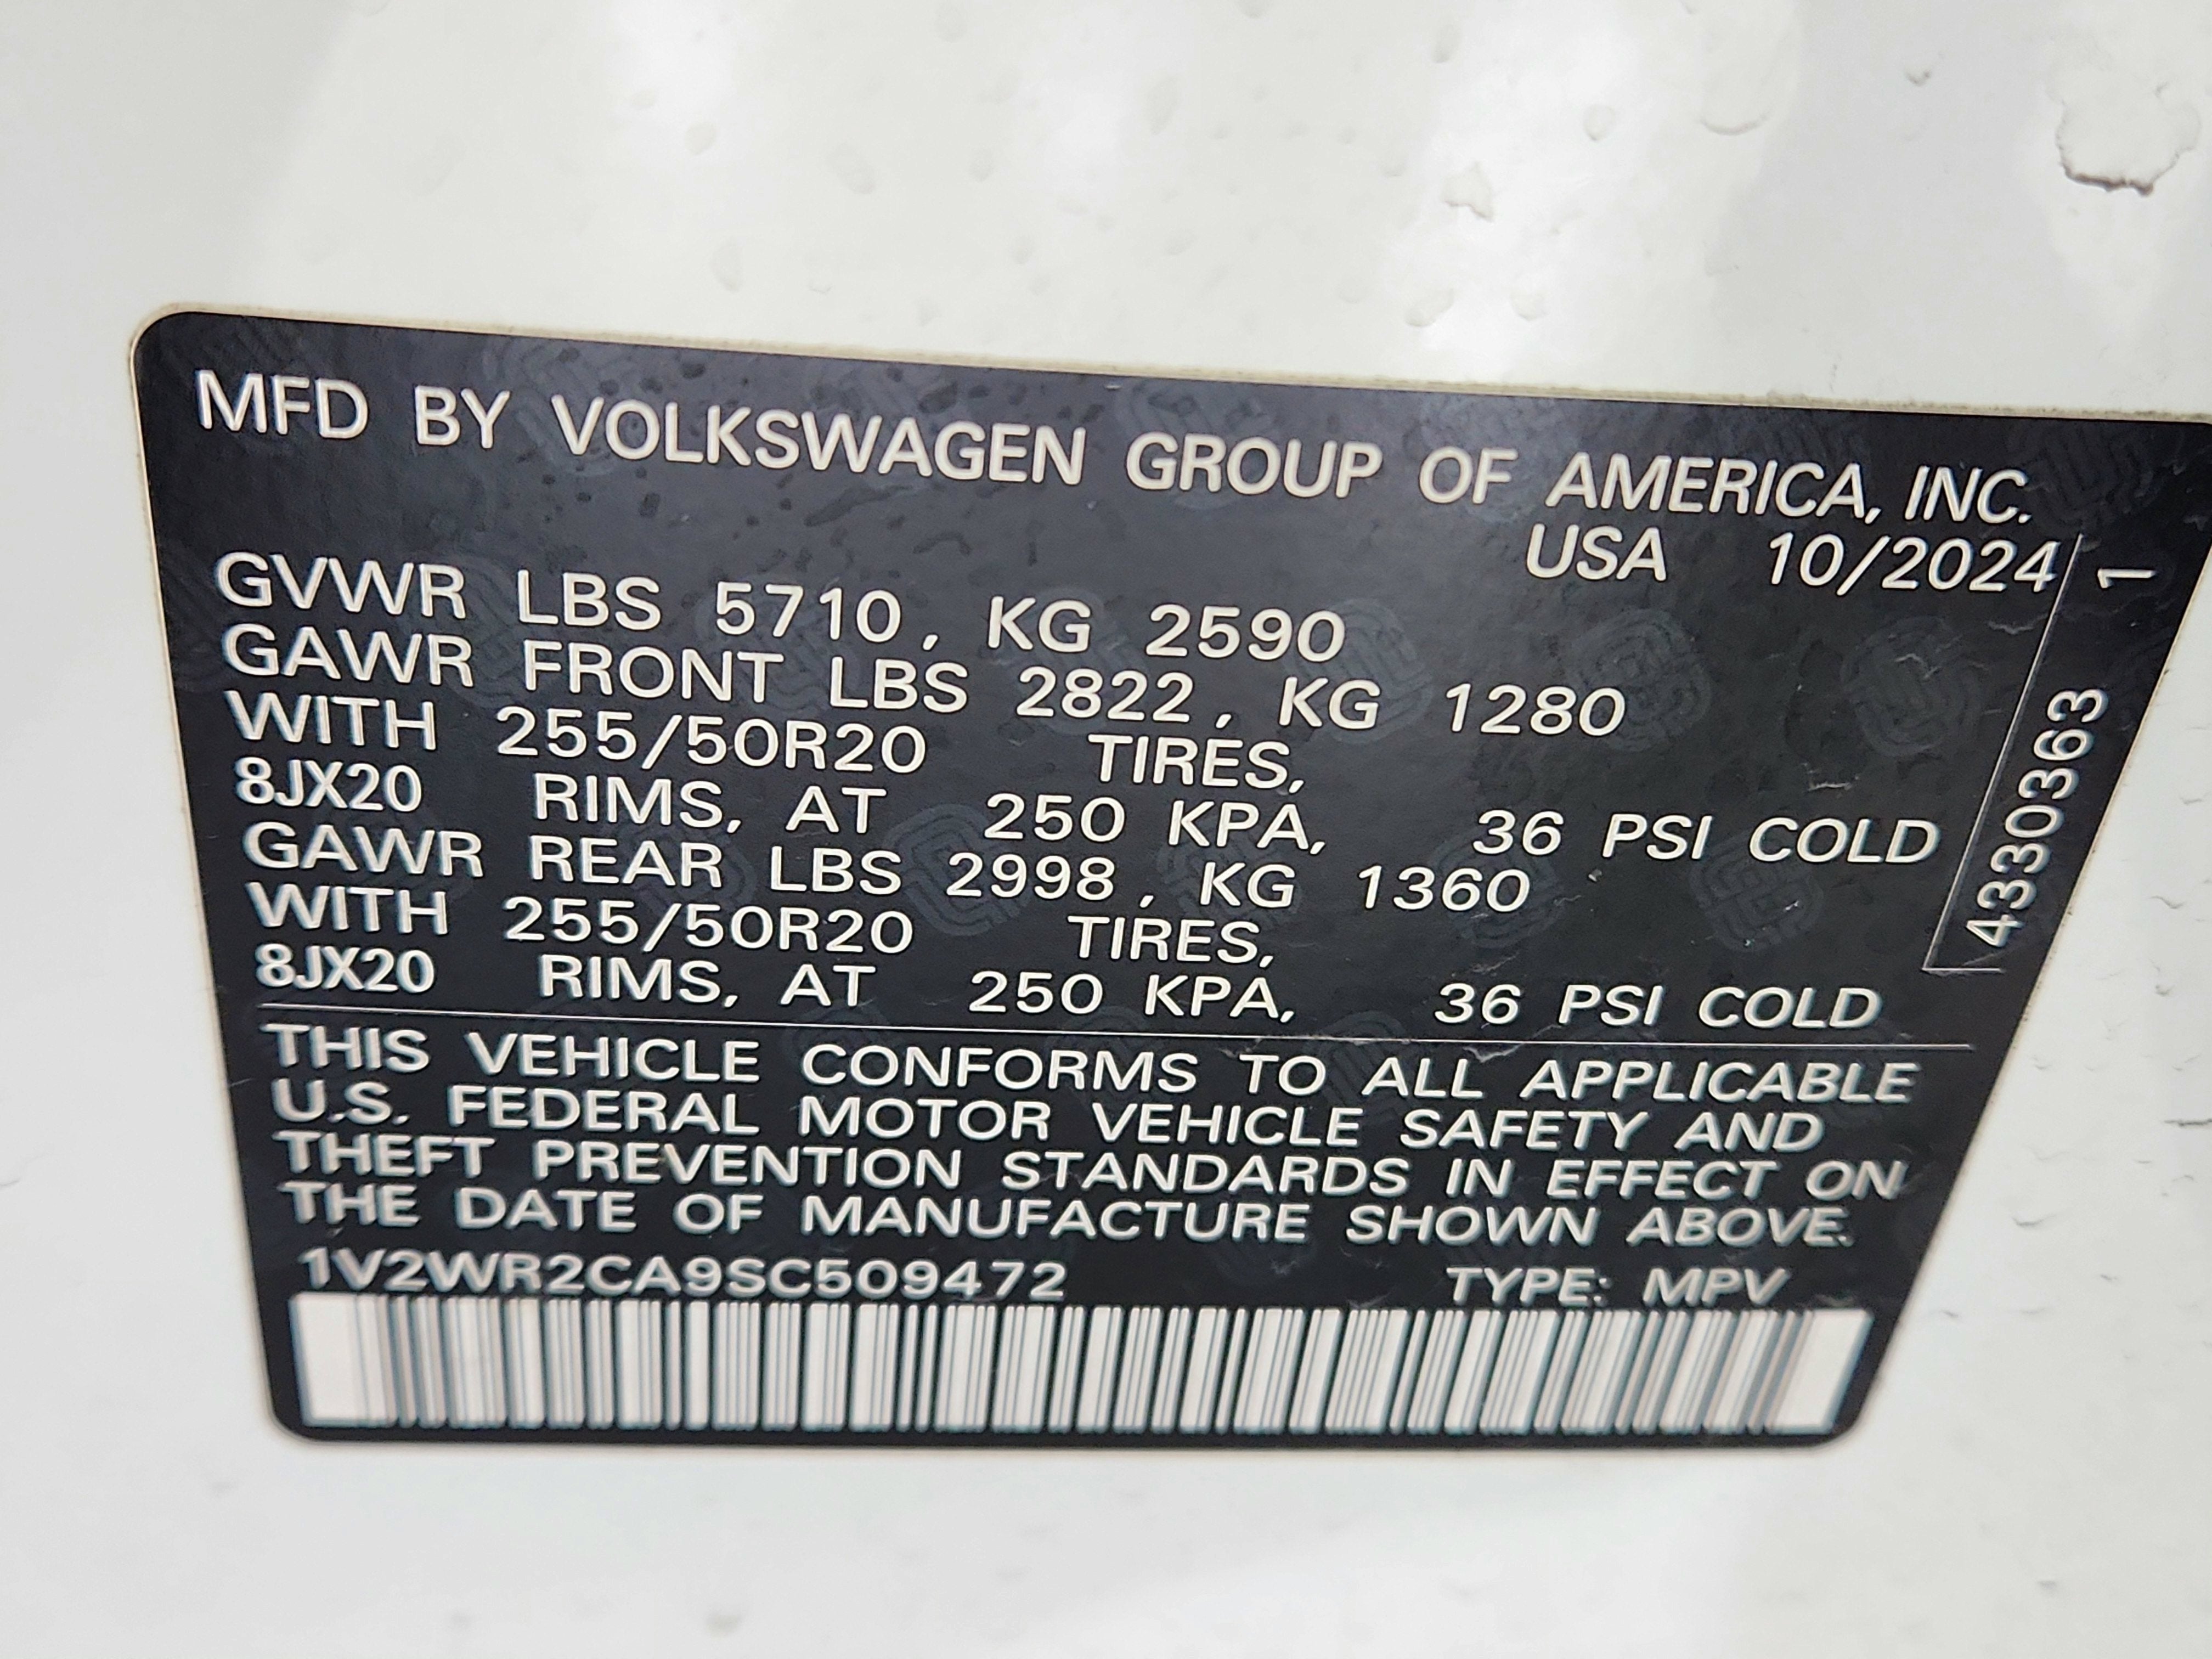 MFD BY VOLKSWAGEN GROUP OF AMERICA, INC.
USA 10/2024
GVWR LBS 5710, KG 2590
GAWR FRONT LBS 2822, KG 1280
WITH 255/50R20 TIRES,
8JX20 RIMS, AT 250 KPA, 36 PSI COLD
GAWR REAR LBS 2998, KG 1360
WITH 255/50R20 TIRES,
8JX20 RIMS, AT 250 KPA, 36 PSI COLD
4330363 1
THIS VEHICLE CONFORMS TO ALL APPLICABLE
U.S. FEDERAL MOTOR VEHICLE SAFETY AND
THEFT PREVENTION STANDARDS IN EFFECT ON
THE DATE OF MANUFACTURE SHOWN ABOVE.
1V2WR2CA9SC509472 TYPE: MPV